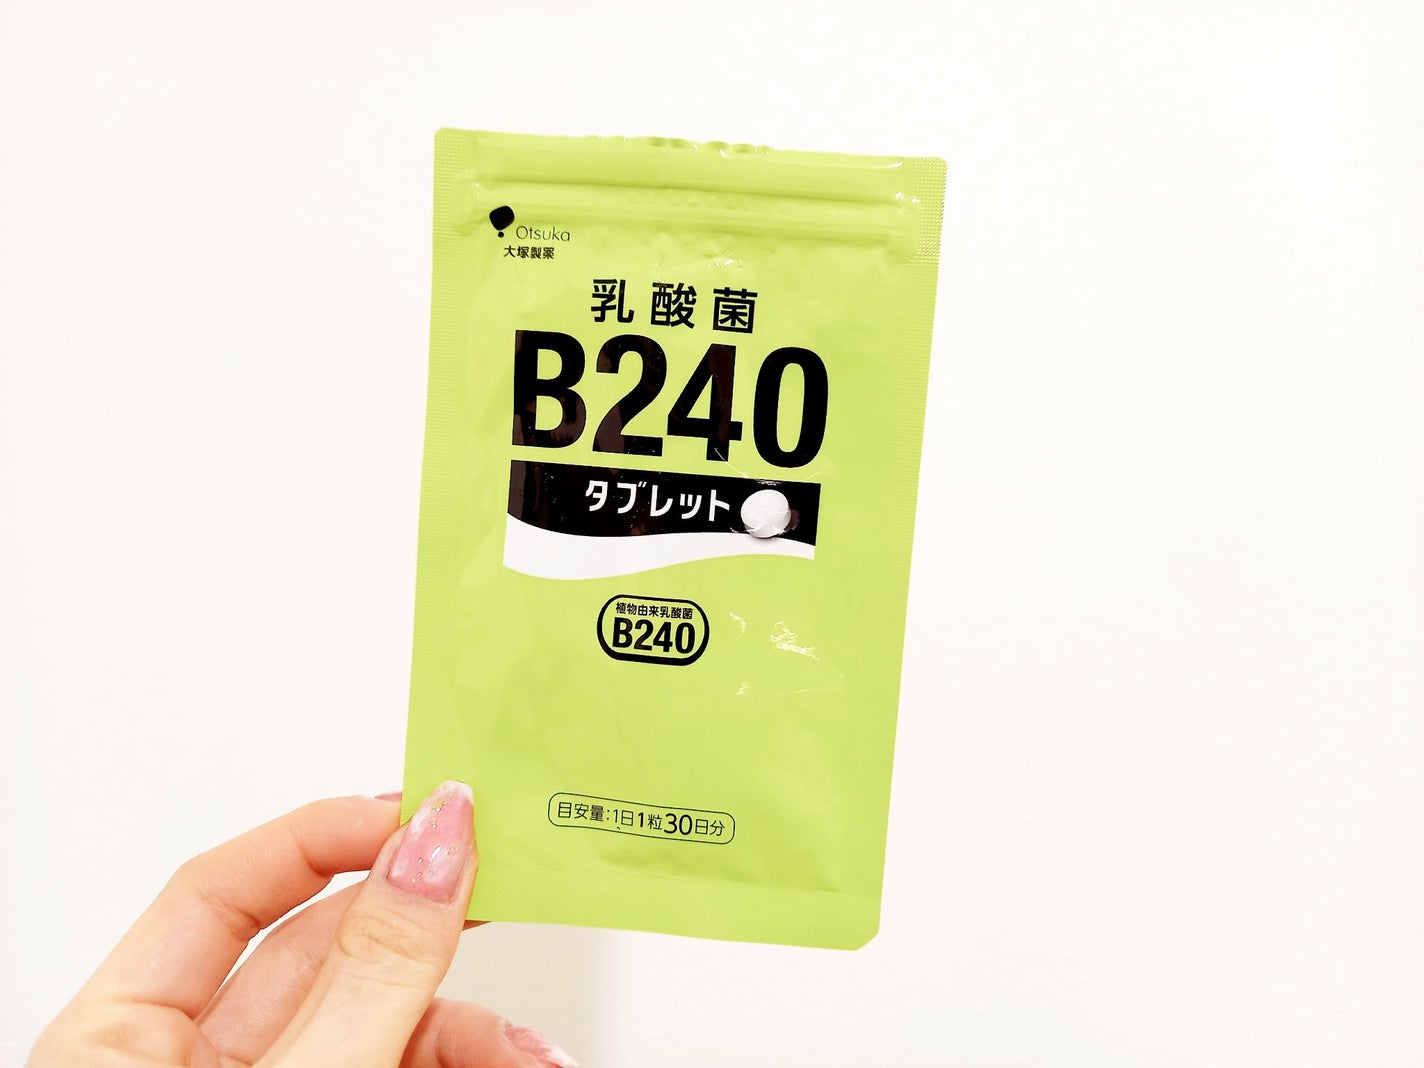 Otsuka
大塚製薬
乳酸菌
B240
タブレット
植物由来乳酸菌
B240
目安量:1日1粒30日分